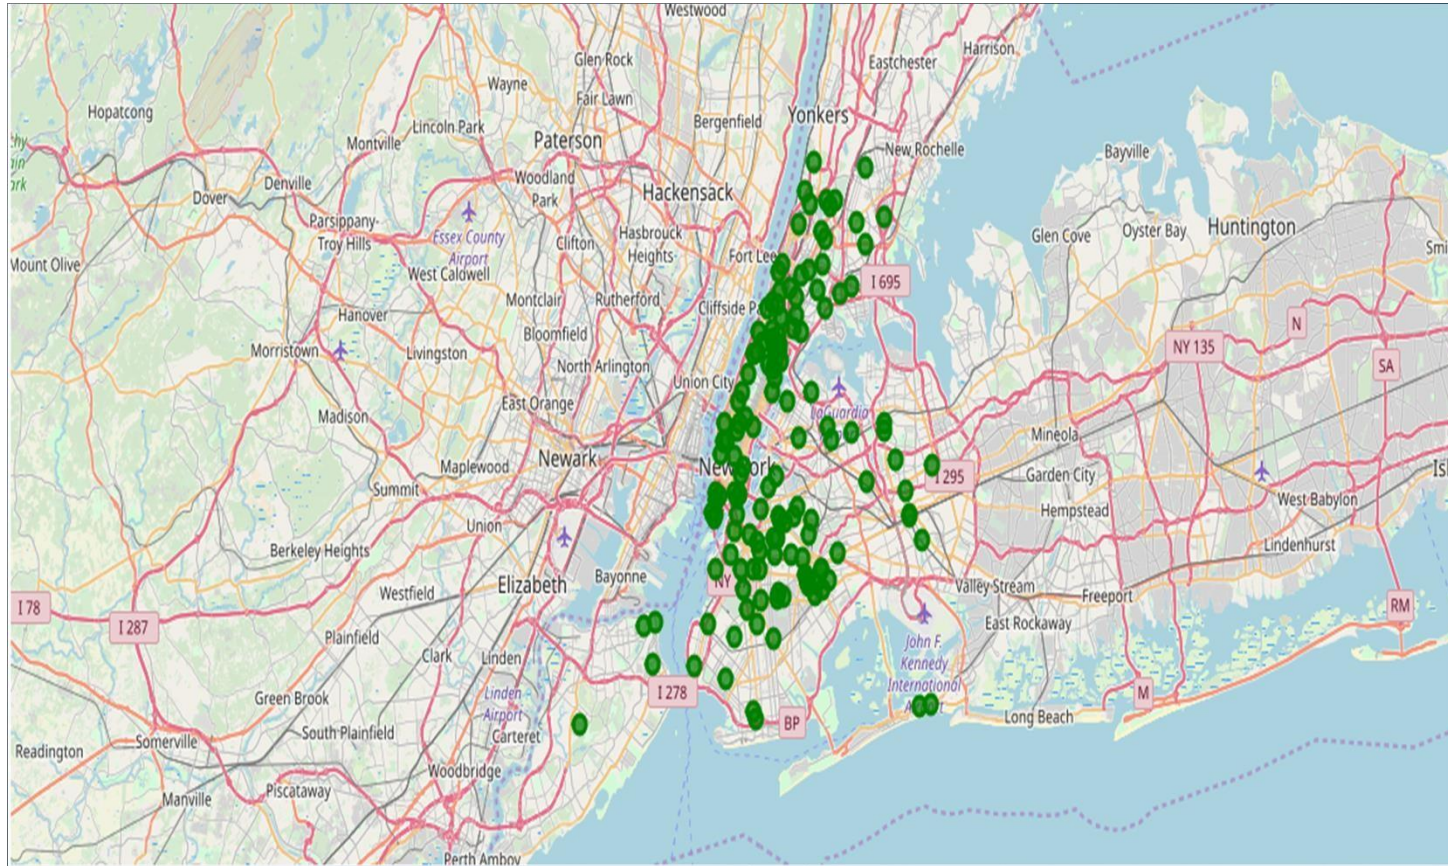 Westwood
Harrison
Eastchester
Glen Rock
Wayne
Fair Lawn
Hopatcong
Yonkers
Bergenfield
Lincoln Park
Paterson
Montville
New Rochelle
Bayville
Woodland
Park
Denville
Hackensack
Dover
Parsippany-
Troy Hills
Huntington
Oyster Bay
Glen Cove
Essex County
Airport
Clifton
Hasbrouck
Heights
Fort Lee
Mount Olive
West Caldwell
I 695
Montclair
Rutherford
Cliffside
Hanover
Bloomfield
N
NY 135
Morristown
Livingston
North Arlington
SA
Union City
East Orange
LaGuardia
Madison
Mineola
Maplewood
Newark
New York
I 295
Garden City
Summit
West Babylon
Hempstead
Union
Lindenhurst
Berkeley Heights
Elizabeth
Bayonne
NY
Valley Stream
Freeport
Westfield
I 78
I 287
RM
East Rockaway
Plainfield
John F.
Kennedy
International
Clark
Linden
I 278
M
Green Brook
Linden
Airport
Long Beach
BP
South Plainfield
Carteret
Somerville
Readington
Woodbridge
Piscataway
Manville
Perth Amboy